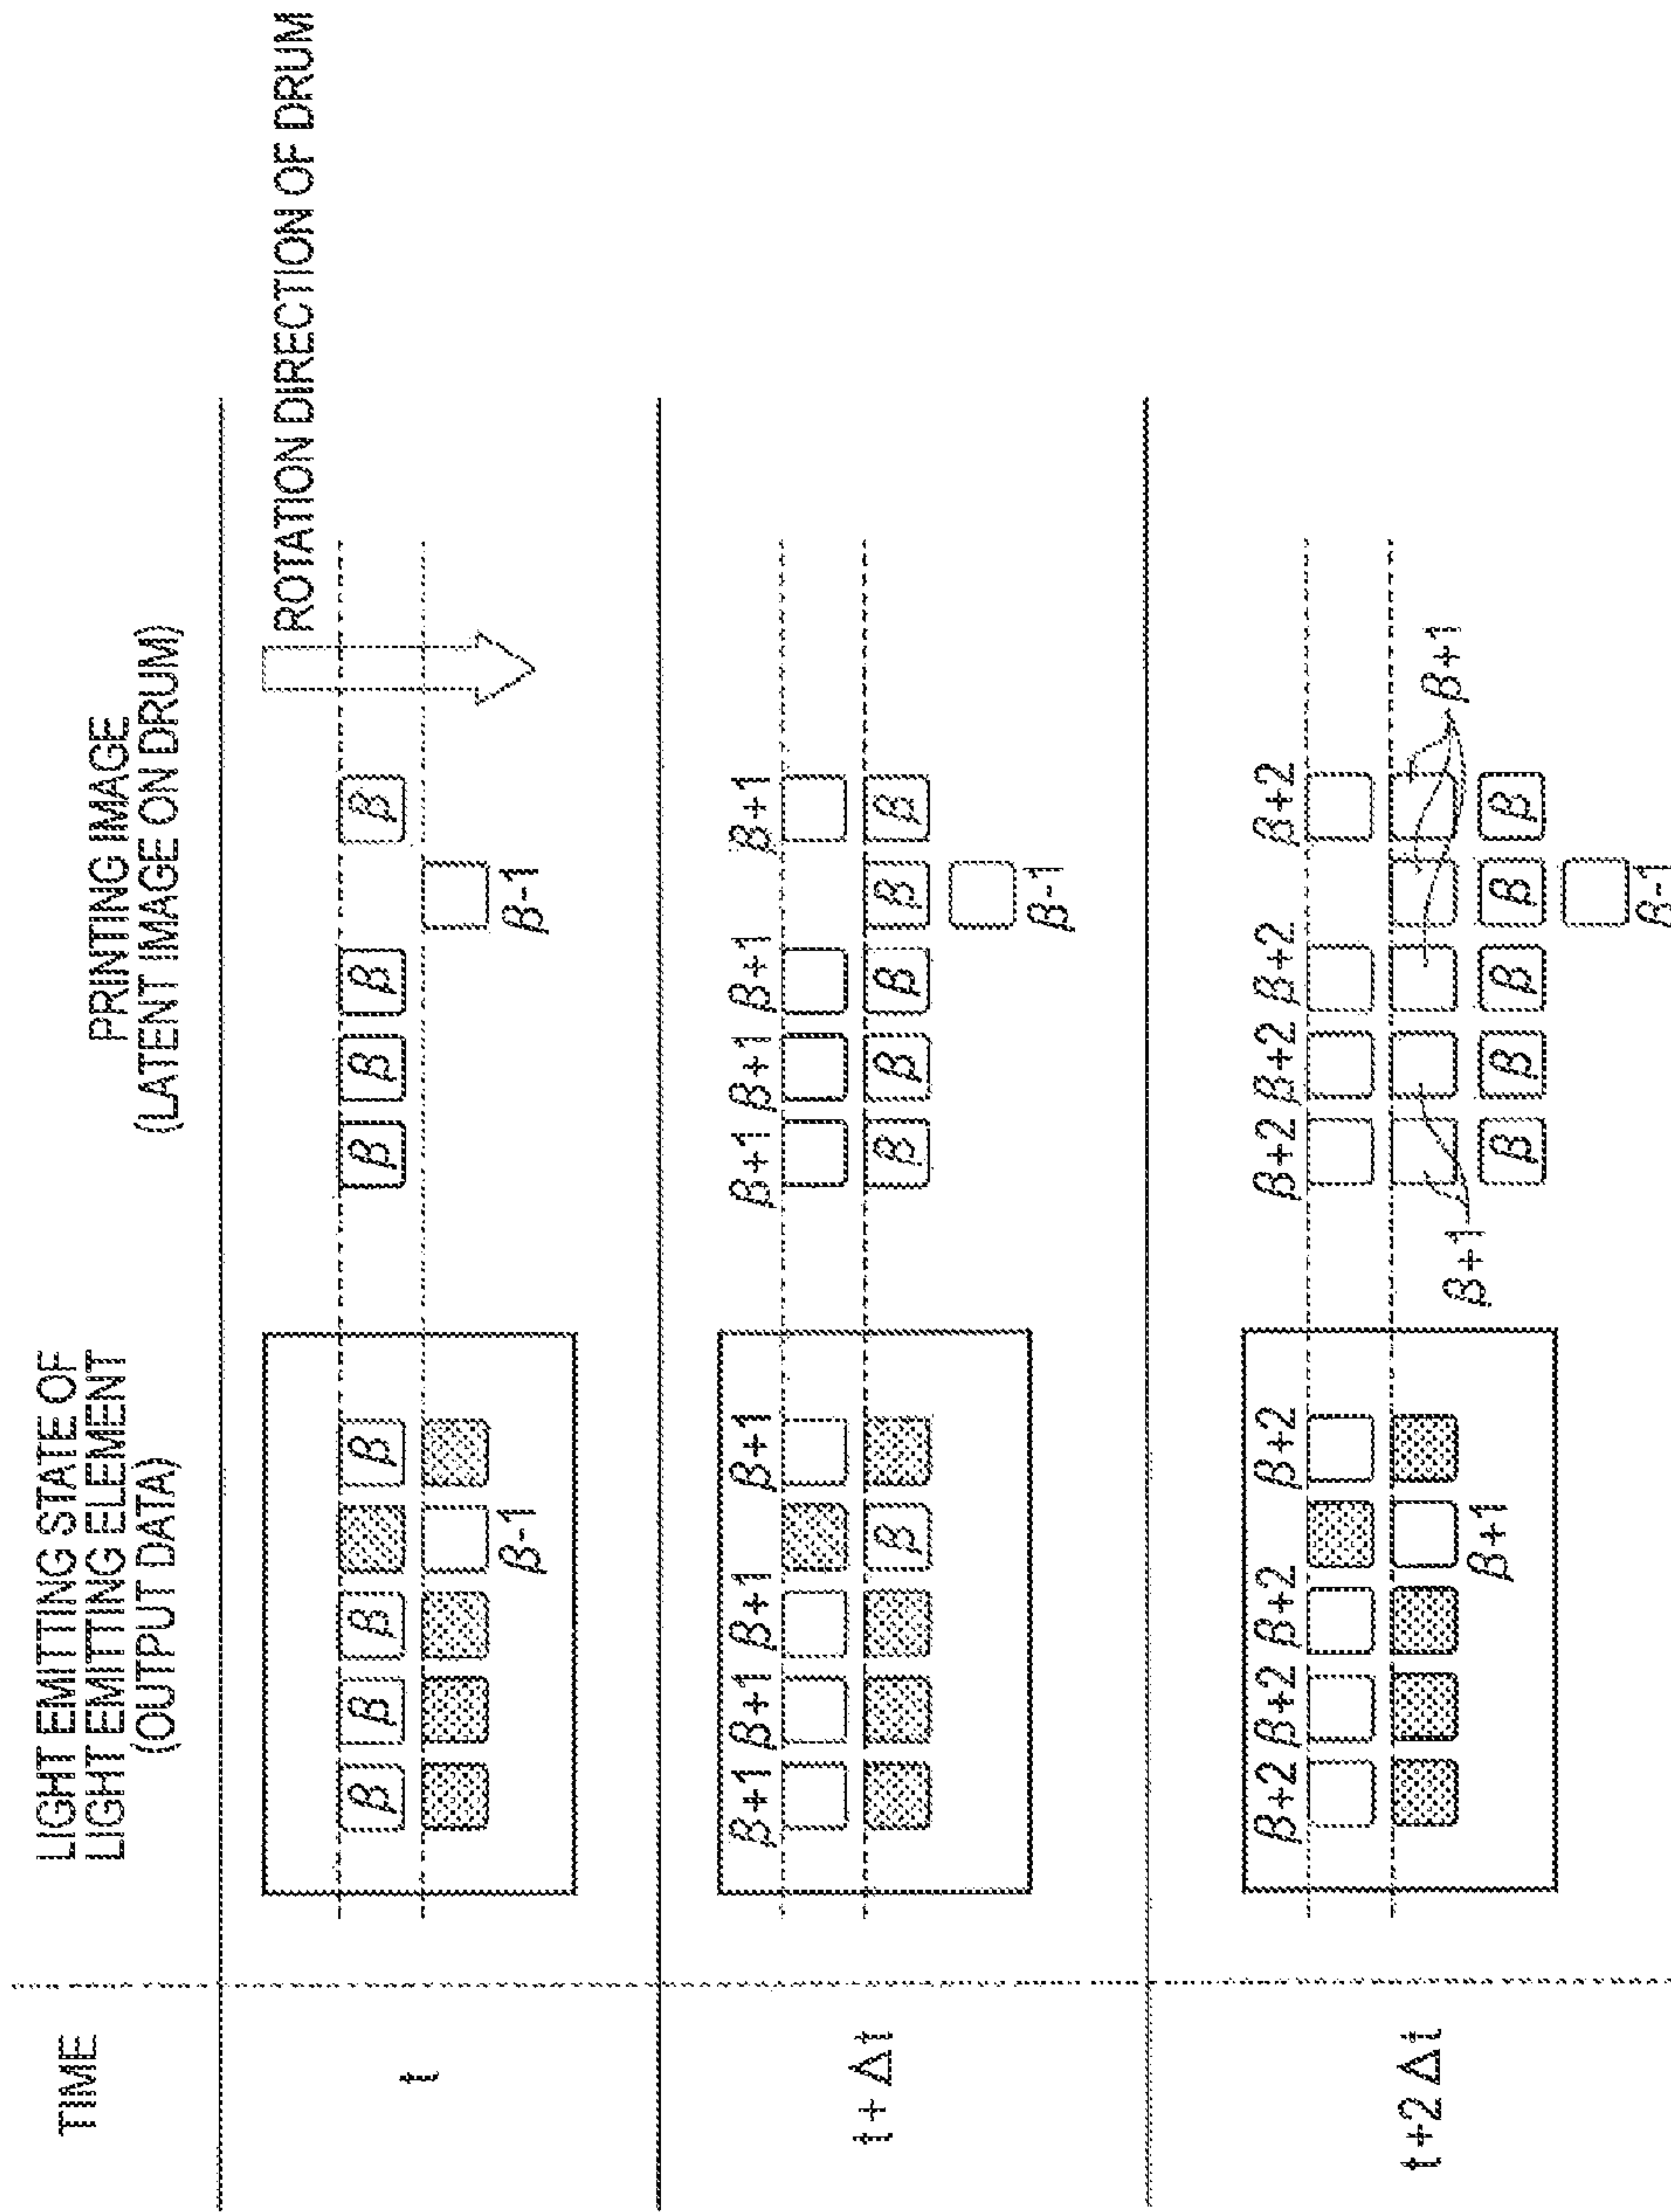 TIME
LIGHT EMITTING STATE OF
LIGHT EMITTING ELEMENT
(OUTPUT DATA)
PRINTING IMAGE
(LATENT IMAGE ON DRUM)
ROTATION DIRECTION OF DRUM
t
β β β β
β-1
β β β β
β-1
t+Δt
β+1 β+1 β+1 β+1
β
β+1 β+1 β+1 β+1
β β β β β
β-1
t+2Δt
β+2 β+2 β+2 β+2
β+1
β+2 β+2 β+2 β+2
β+1 β+1
β β β β β
β-1